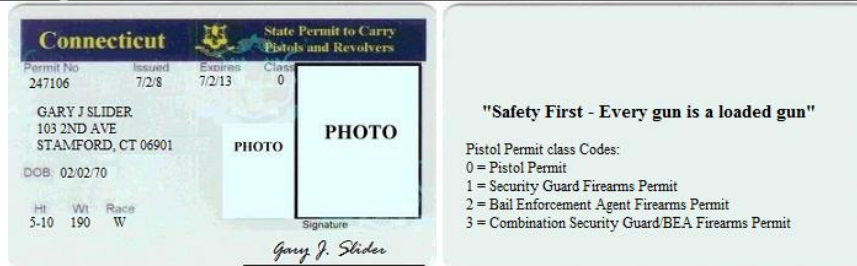 Connecticut
State Permit to Carry
Pistols and Revolvers
Permit No Issued Expires Class
247106 7/2/8 7/2/13 0
GARY J SLIDER
103 2ND AVE
STAMFORD, CT 06901
DOB: 02/02/70
Ht Wt Race
5-10 190 W
PHOTO
PHOTO
Signature
Gary J. Slider
"Safety First - Every gun is a loaded gun"
Pistol Permit class Codes:
0 = Pistol Permit
1 = Security Guard Firearms Permit
2 = Bail Enforcement Agent Firearms Permit
3 = Combination Security Guard/BEA Firearms Permit